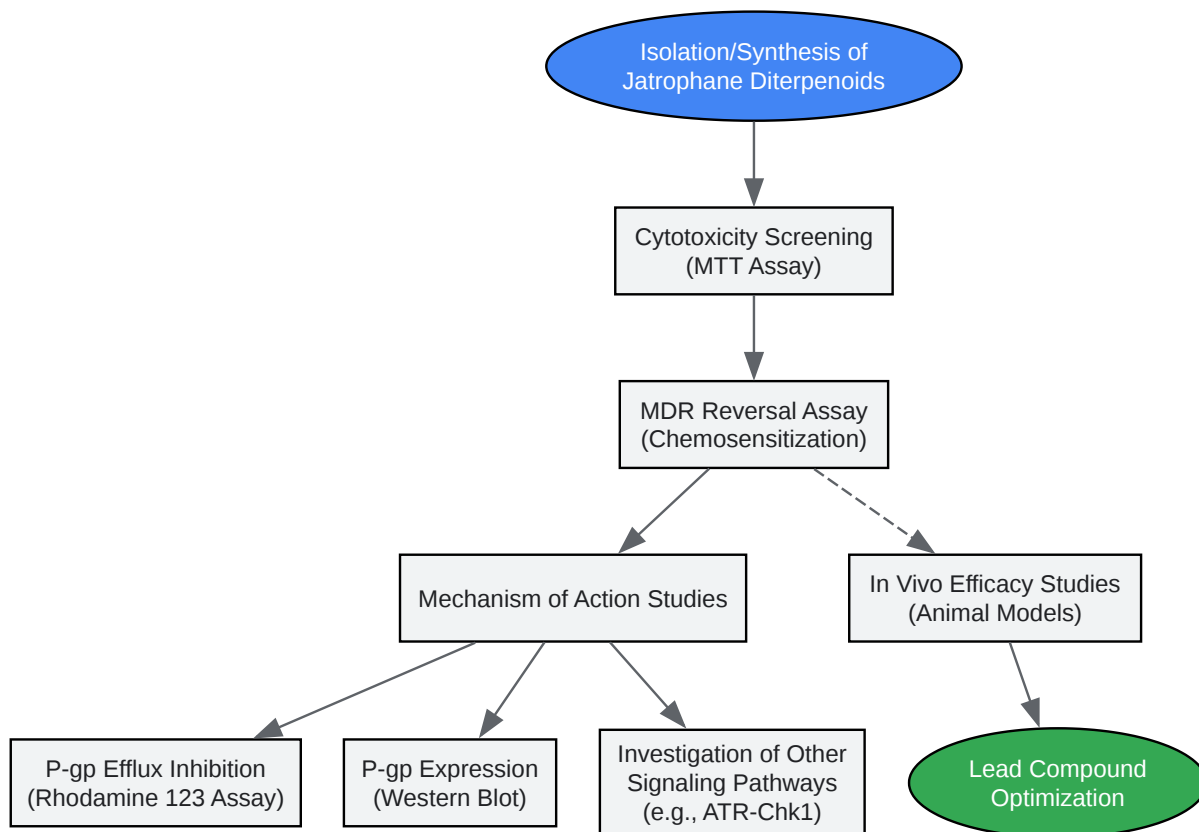 Isolation/Synthesis of
Jatrophane Diterpenoids
Cytotoxicity Screening
(MTT Assay)
MDR Reversal Assay
(Chemosensitization)
Mechanism of Action Studies
In Vivo Efficacy Studies
(Animal Models)
P-gp Efflux Inhibition
(Rhodamine 123 Assay)
P-gp Expression
(Western Blot)
Investigation of Other
Signaling Pathways
(e.g., ATR-Chk1)
Lead Compound
Optimization